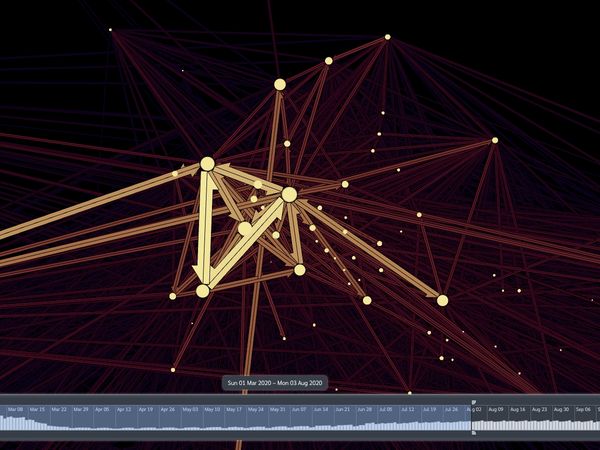 Sun 01 Mar 2020 – Mon 03 Aug 2020
Mar 08 Mar 15 Mar 22 Mar 29 Apr 05 Apr 12 Apr 19 Apr 26 May 03 May 10 May 17 May 24 May 31 Jun 07 Jun 14 Jun 21 Jun 28 Jul 05 Jul 12 Jul 19 Jul 26 Aug 02 Aug 09 Aug 16 Aug 23 Aug 30 Sep 06